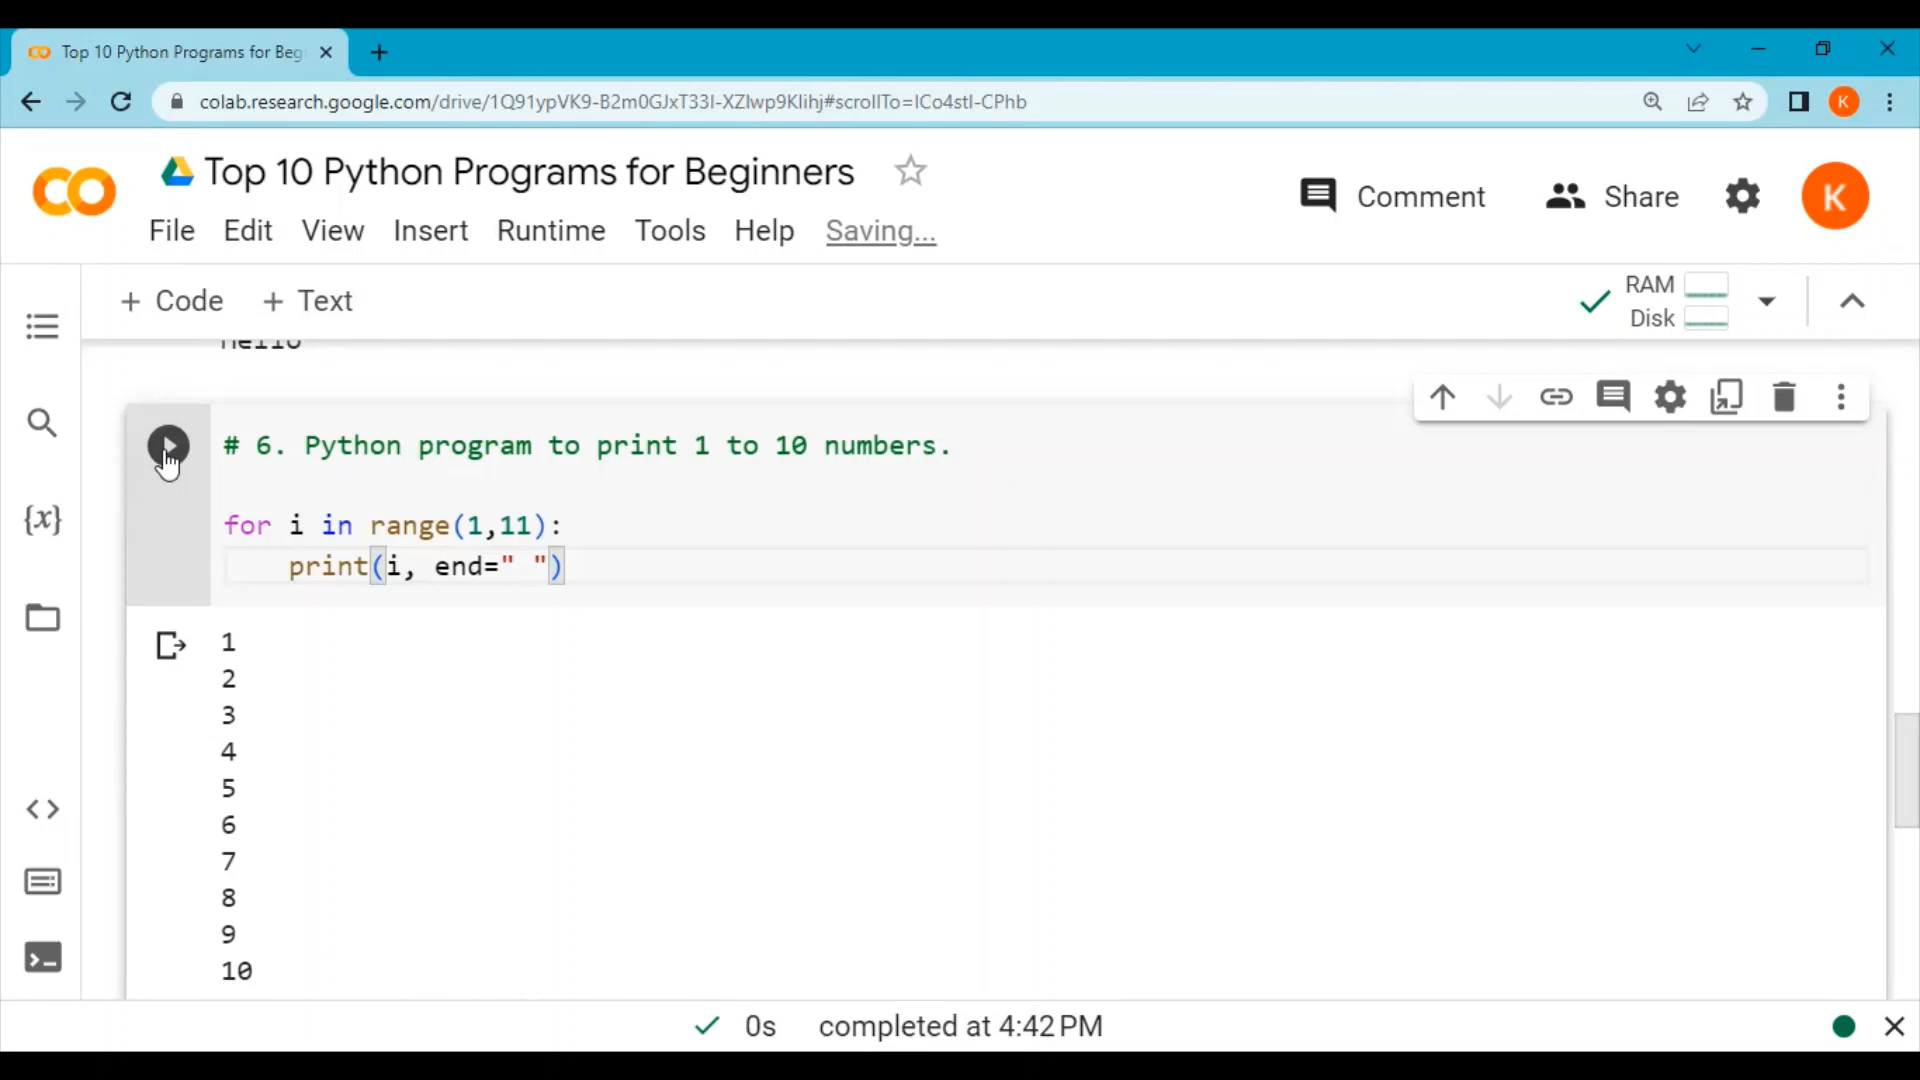 Top 10 Python Programs for Beg
colab.research.google.com/drive/1Q91ypVK9-B2m0GJxT33I-XZlwp9Klihj#scrollTo=lCo4stI-CPhb
K
Top 10 Python Programs for Beginners
Comment
Share
K
File Edit View Insert Runtime Tools Help Saving...
+ Code + Text
RAM
Disk
Hello
# 6. Python program to print 1 to 10 numbers.
for i in range(1,11):
print(i, end=" ")
1
2
3
4
5
6
7
8
9
10
0s completed at 4:42 PM